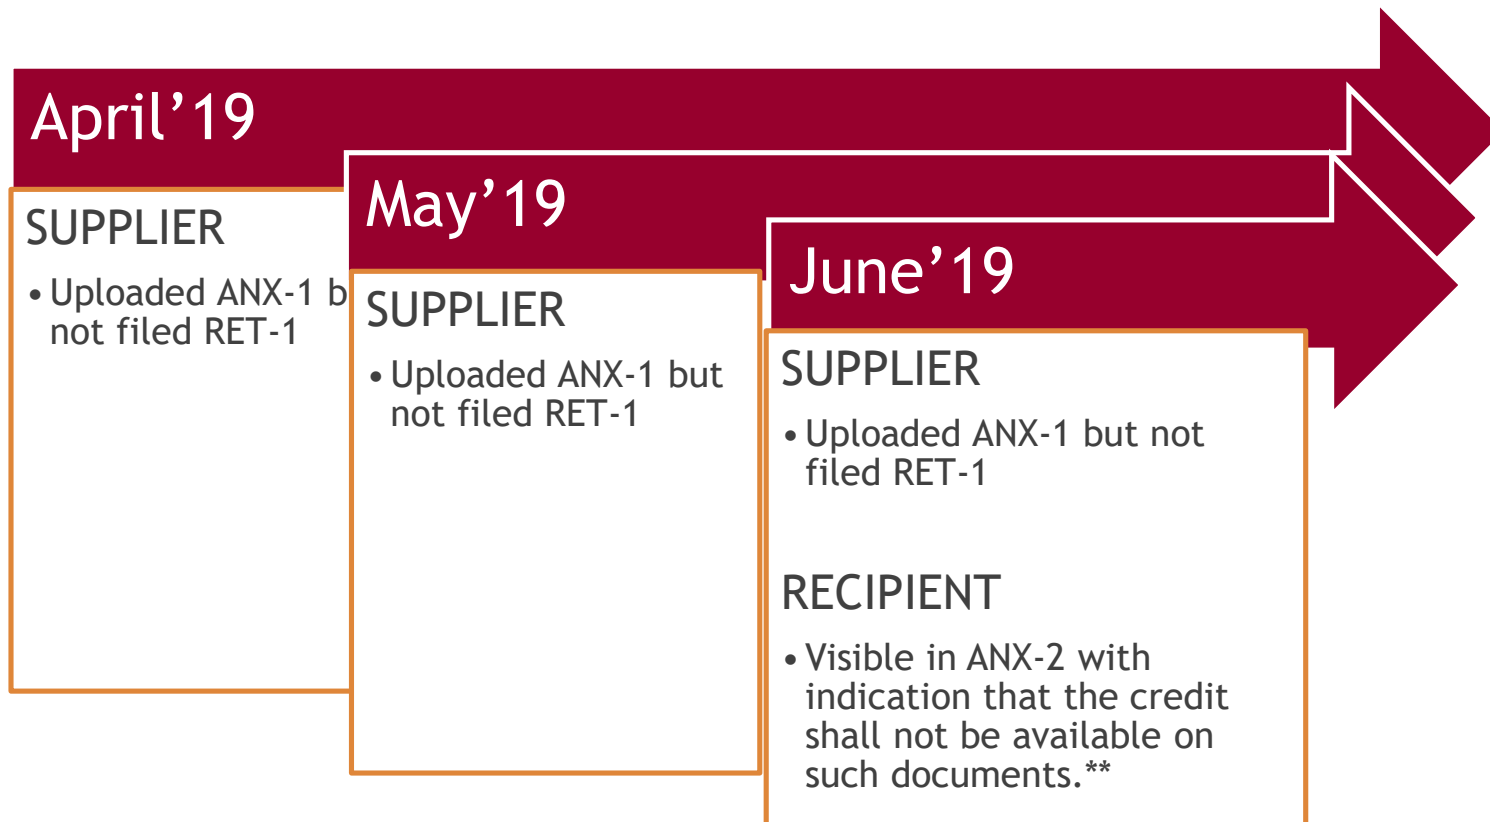 April’19
SUPPLIER
• Uploaded ANX-1 b
not filed RET-1
May’19
SUPPLIER
• Uploaded ANX-1 but
not filed RET-1
June’19
SUPPLIER
• Uploaded ANX-1 but not
filed RET-1
RECIPIENT
• Visible in ANX-2 with
indication that the credit
shall not be available on
such documents.**